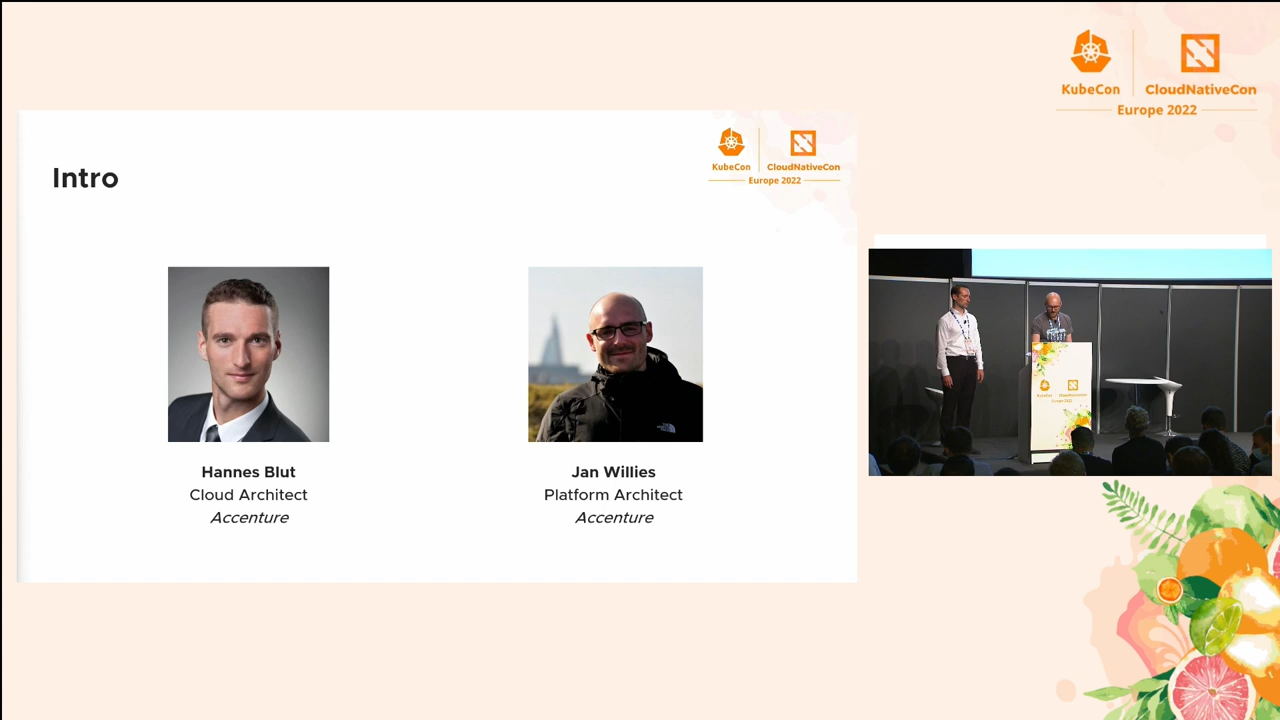 KubeCon
CloudNativeCon
Europe 2022
Intro
KubeCon
CloudNativeCon
Europe 2022
Hannes Blut
Cloud Architect
Accenture
Jan Willies
Platform Architect
Accenture